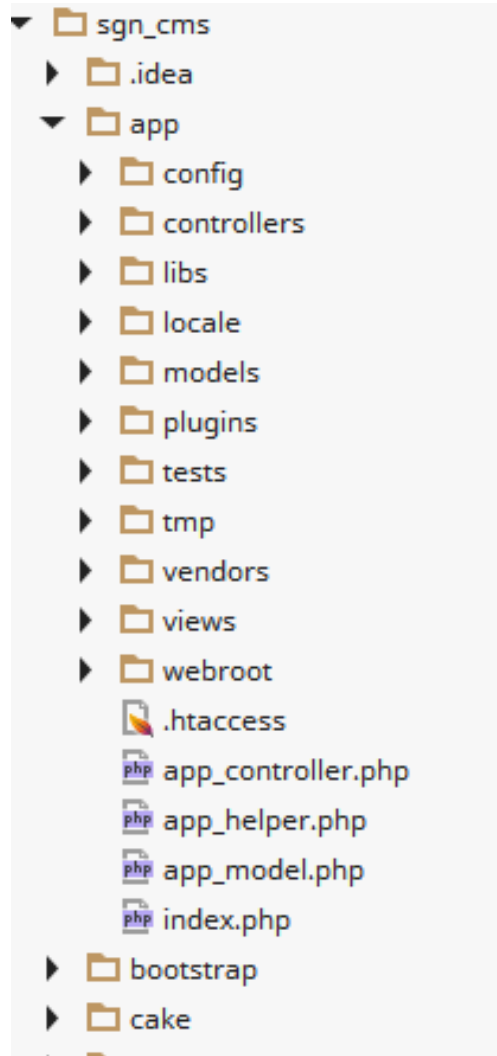 sgn_cms
.idea
app
config
controllers
libs
locale
models
plugins
tests
tmp
vendors
views
webroot
.htaccess
php app_controller.php
php app_helper.php
php app_model.php
php index.php
bootstrap
cake